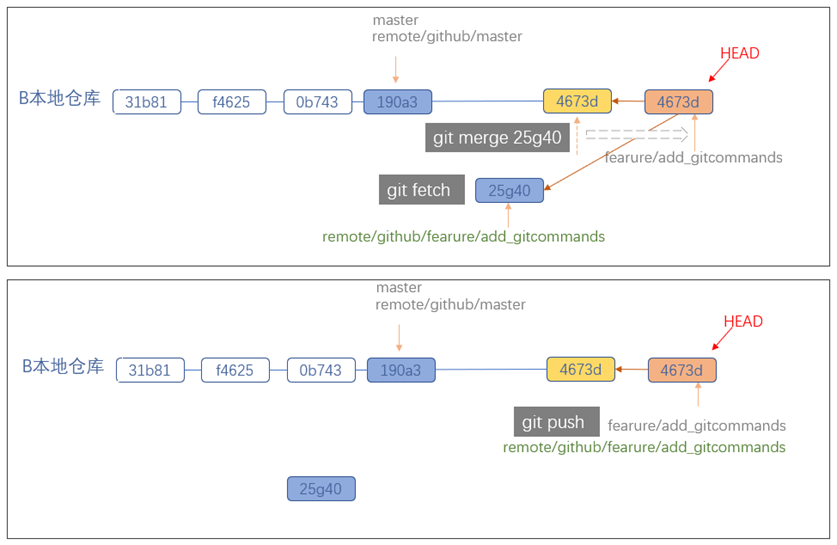 master
remote/github/master
HEAD
B本地仓库
31b81
f4625
0b743
190a3
4673d
4673d
git merge 25g40
fearure/add_gitcommands
git fetch
25g40
remote/github/fearure/add_gitcommands
master
remote/github/master
HEAD
B本地仓库
31b81
f4625
0b743
190a3
4673d
4673d
git push
fearure/add_gitcommands
remote/github/fearure/add_gitcommands
25g40